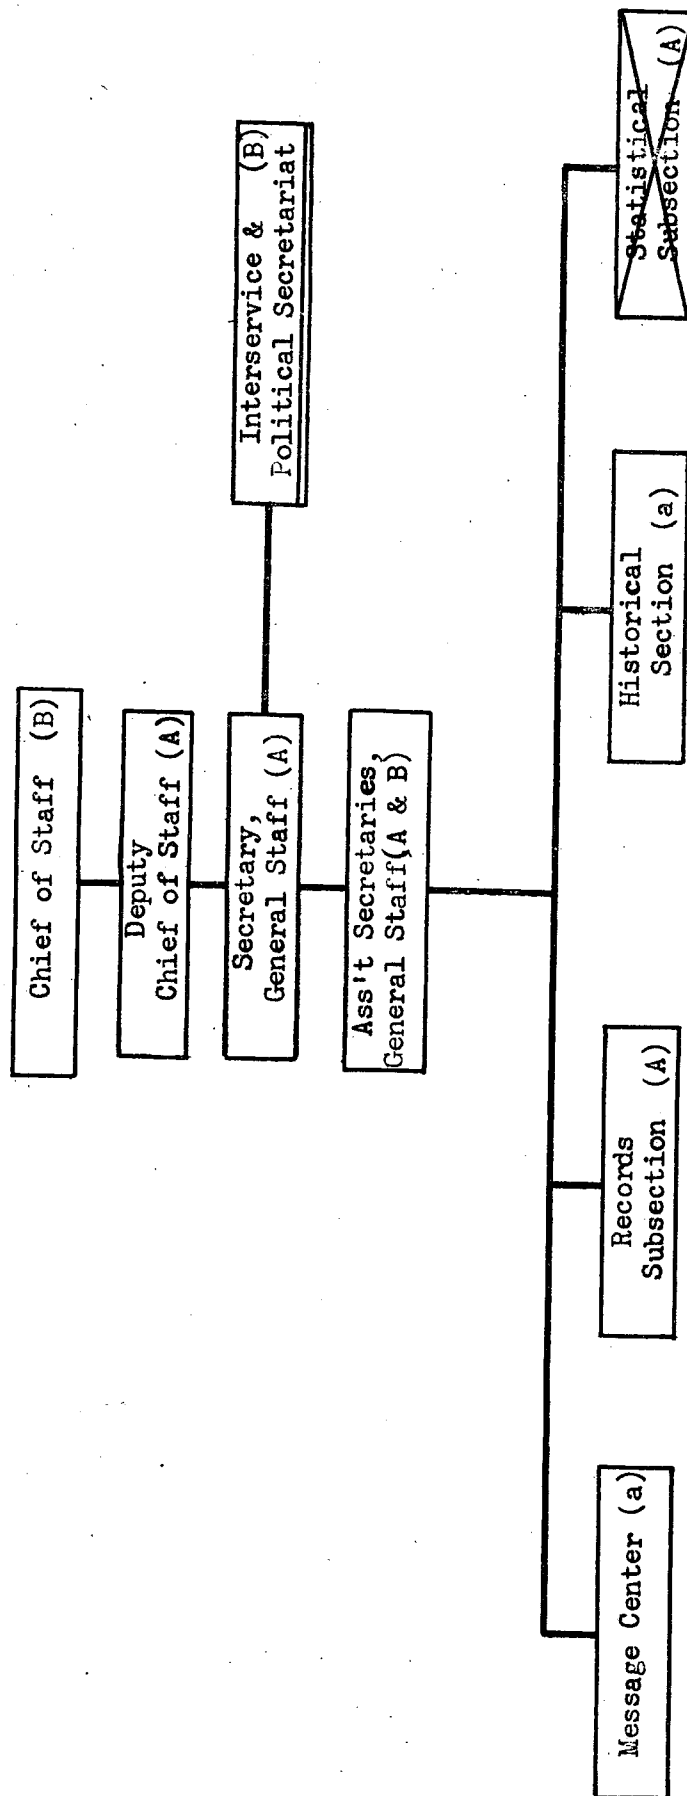 Chief of Staff (B)
Deputy
Chief of Staff (A)
Secretary,
General Staff (A)
Interservice & (B)
Political Secretariat
Ass't Secretaries,
General Staff(A & B)
Message Center (a)
Records
Subsection (A)
Historical
Section (a)
Statistical
Subsection (A)